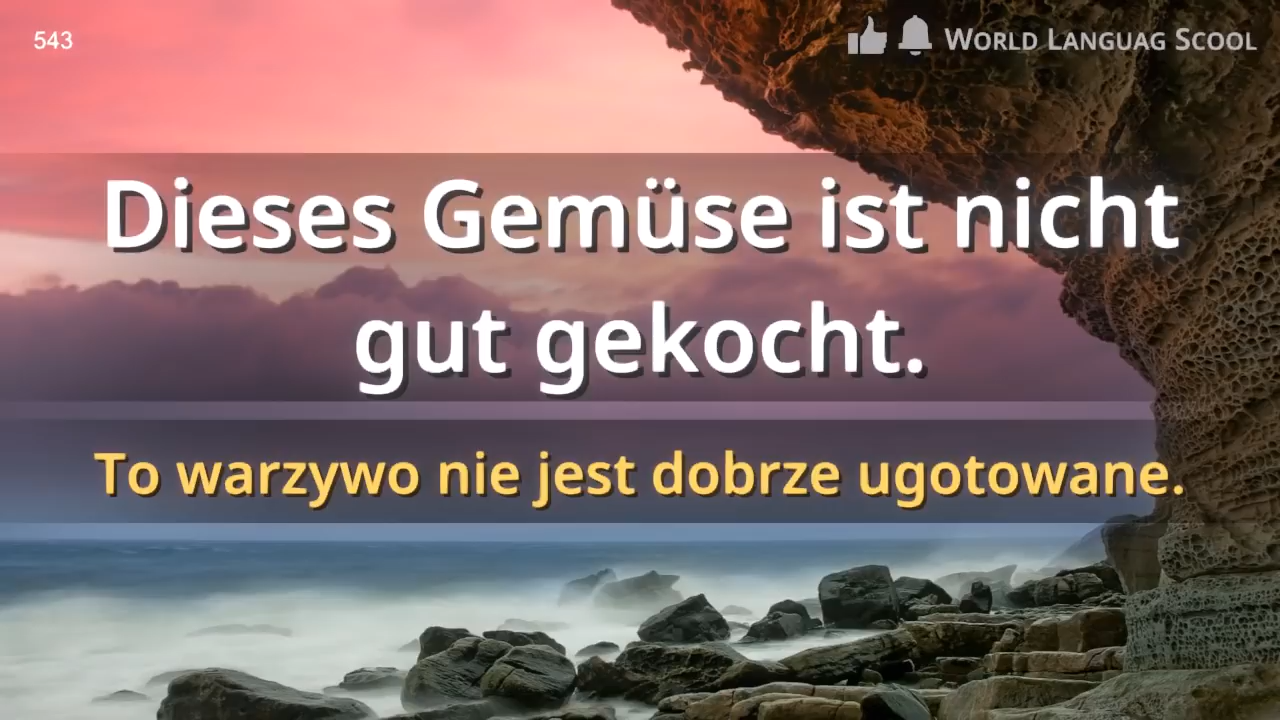 543
WORLD LANGUAG SCOOL
Dieses Gemüse ist nicht
gut gekocht.
To warzywo nie jest dobrze ugotowane.